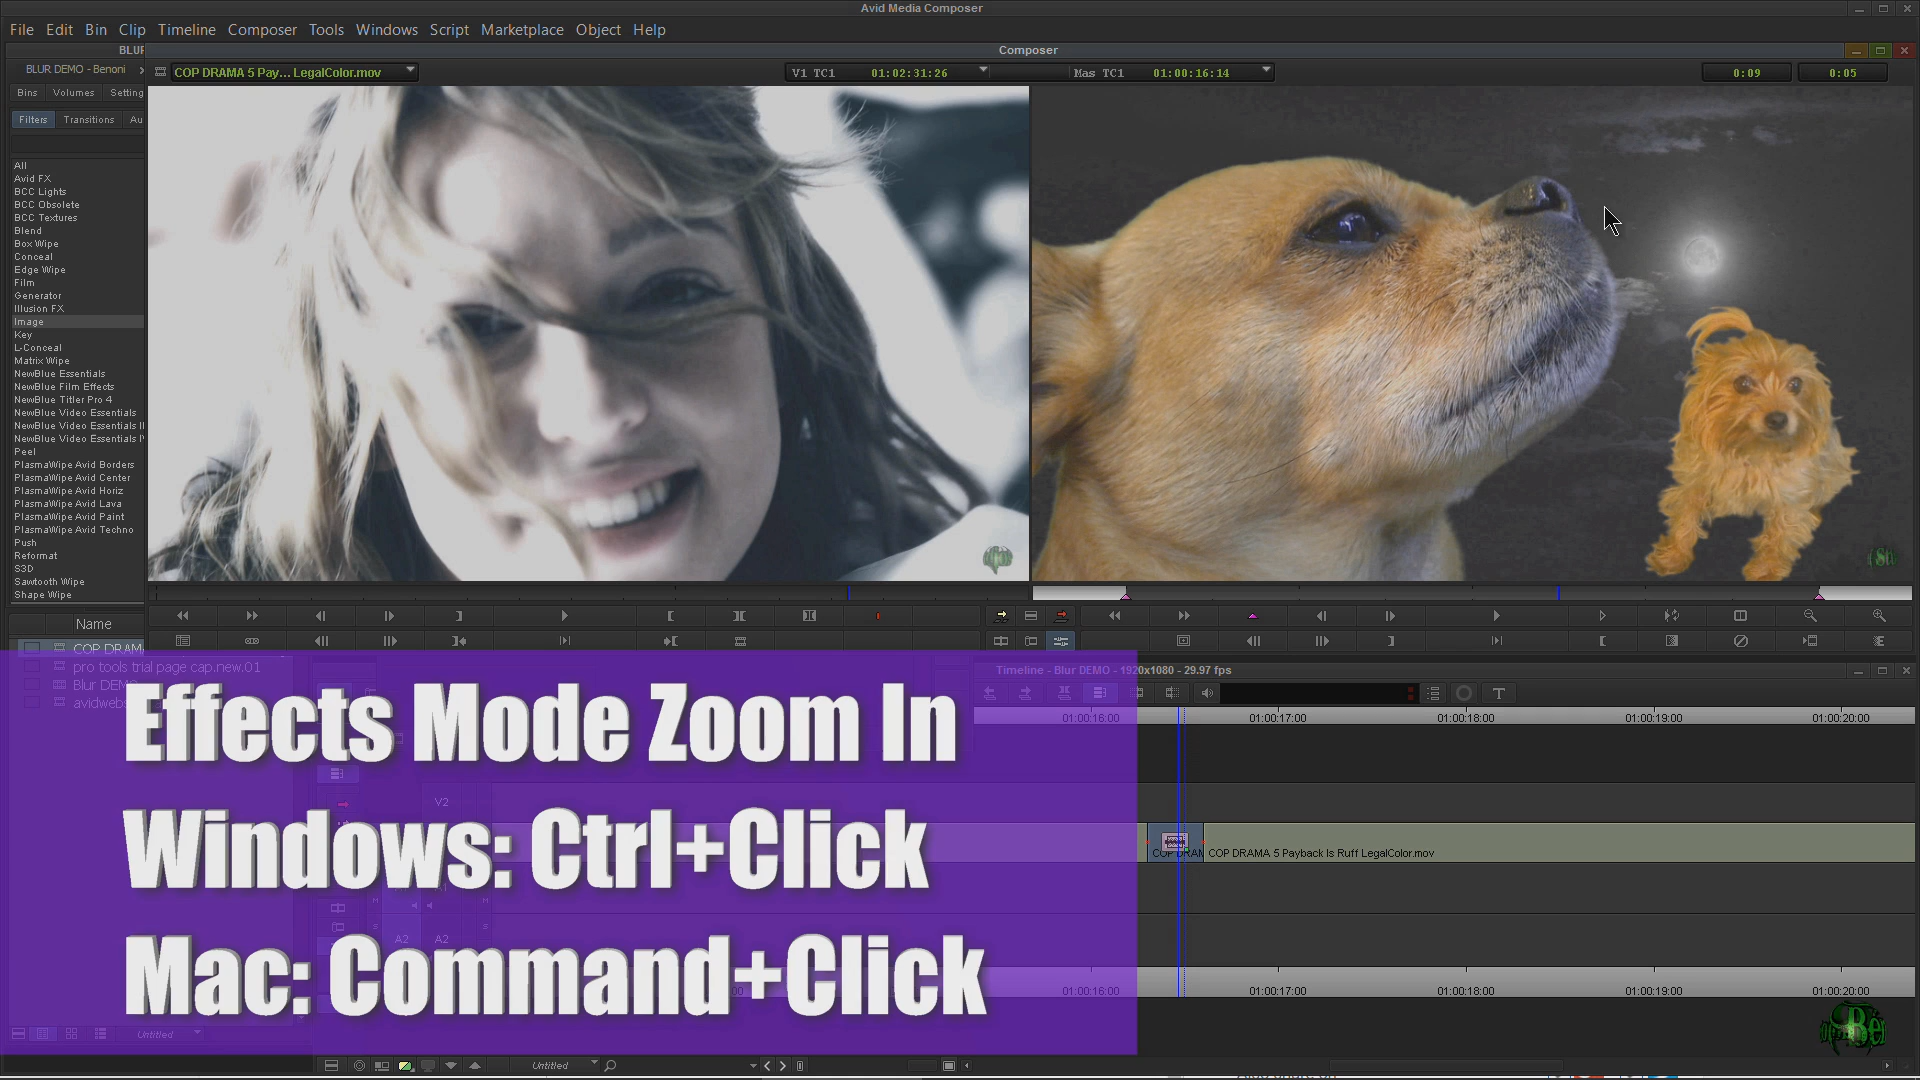 Avid Media Composer
File Edit Bin Clip Timeline Composer Tools Windows Marketplace Script Object Help
BLUR
Composer
BLUR DEMO - Benoni
COP DRAMA 5 Pay... LegalColor.mov
V1 TC1 01:02:31:26
Mas TC1 01:00:16:14
0:09
0:05
Bins Volumes Setting
Filters Transitions Au
All
Avid FX
BCC Lights
BCC Obsolete
BCC Textures
Blend
Box Wipe
Conceal
Edge Wipe
Film
Generator
Illusion FX
Image
Key
L-Conceal
Matrix Wipe
NewBlue Essentials
NewBlue Film Effects
NewBlue Titler Pro 4
NewBlue Video Essentials
NewBlue Video Essentials II
NewBlue Video Essentials IV
Peel
PlasmaWipe Avid Borders
PlasmaWipe Avid Center
PlasmaWipe Avid Horiz
PlasmaWipe Avid Lava
PlasmaWipe Avid Paint
PlasmaWipe Avid Techno
Push
Reformat
S3D
Sawtooth Wipe
Shape Wipe
Name
COP DRAMA
pro tools trial page cap.new.01
Blur DEMO
avidwebs
Effects Mode Zoom In
Windows: Ctrl+Click
Mac: Command+Click
Timeline - Blur DEMO - 1920x1080 - 29.97 fps
01:00:16:00 01:00:17:00 01:00:18:00 01:00:19:00 01:00:20:00
V2
COP DRAM COP DRAMA 5 Payback Is Ruff LegalColor.mov
A1
A2 A2
01:00:16:00 01:00:17:00 01:00:18:00 01:00:19:00 01:00:20:00
Untitled
Untitled